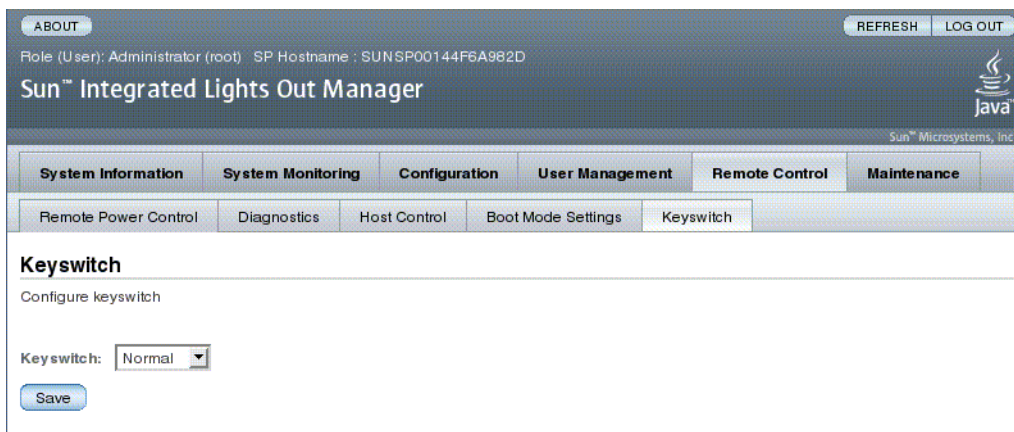 ABOUT
REFRESH LOG OUT
Role (User): Administrator (root) SP Hostname : SUNSP00144F6A982D
Sun™ Integrated Lights Out Manager
Java™
Sun™ Microsystems, Inc
System Information System Monitoring Configuration User Management Remote Control Maintenance
Remote Power Control Diagnostics Host Control Boot Mode Settings Keyswitch
Keyswitch
Configure keyswitch
Keyswitch: Normal
Save